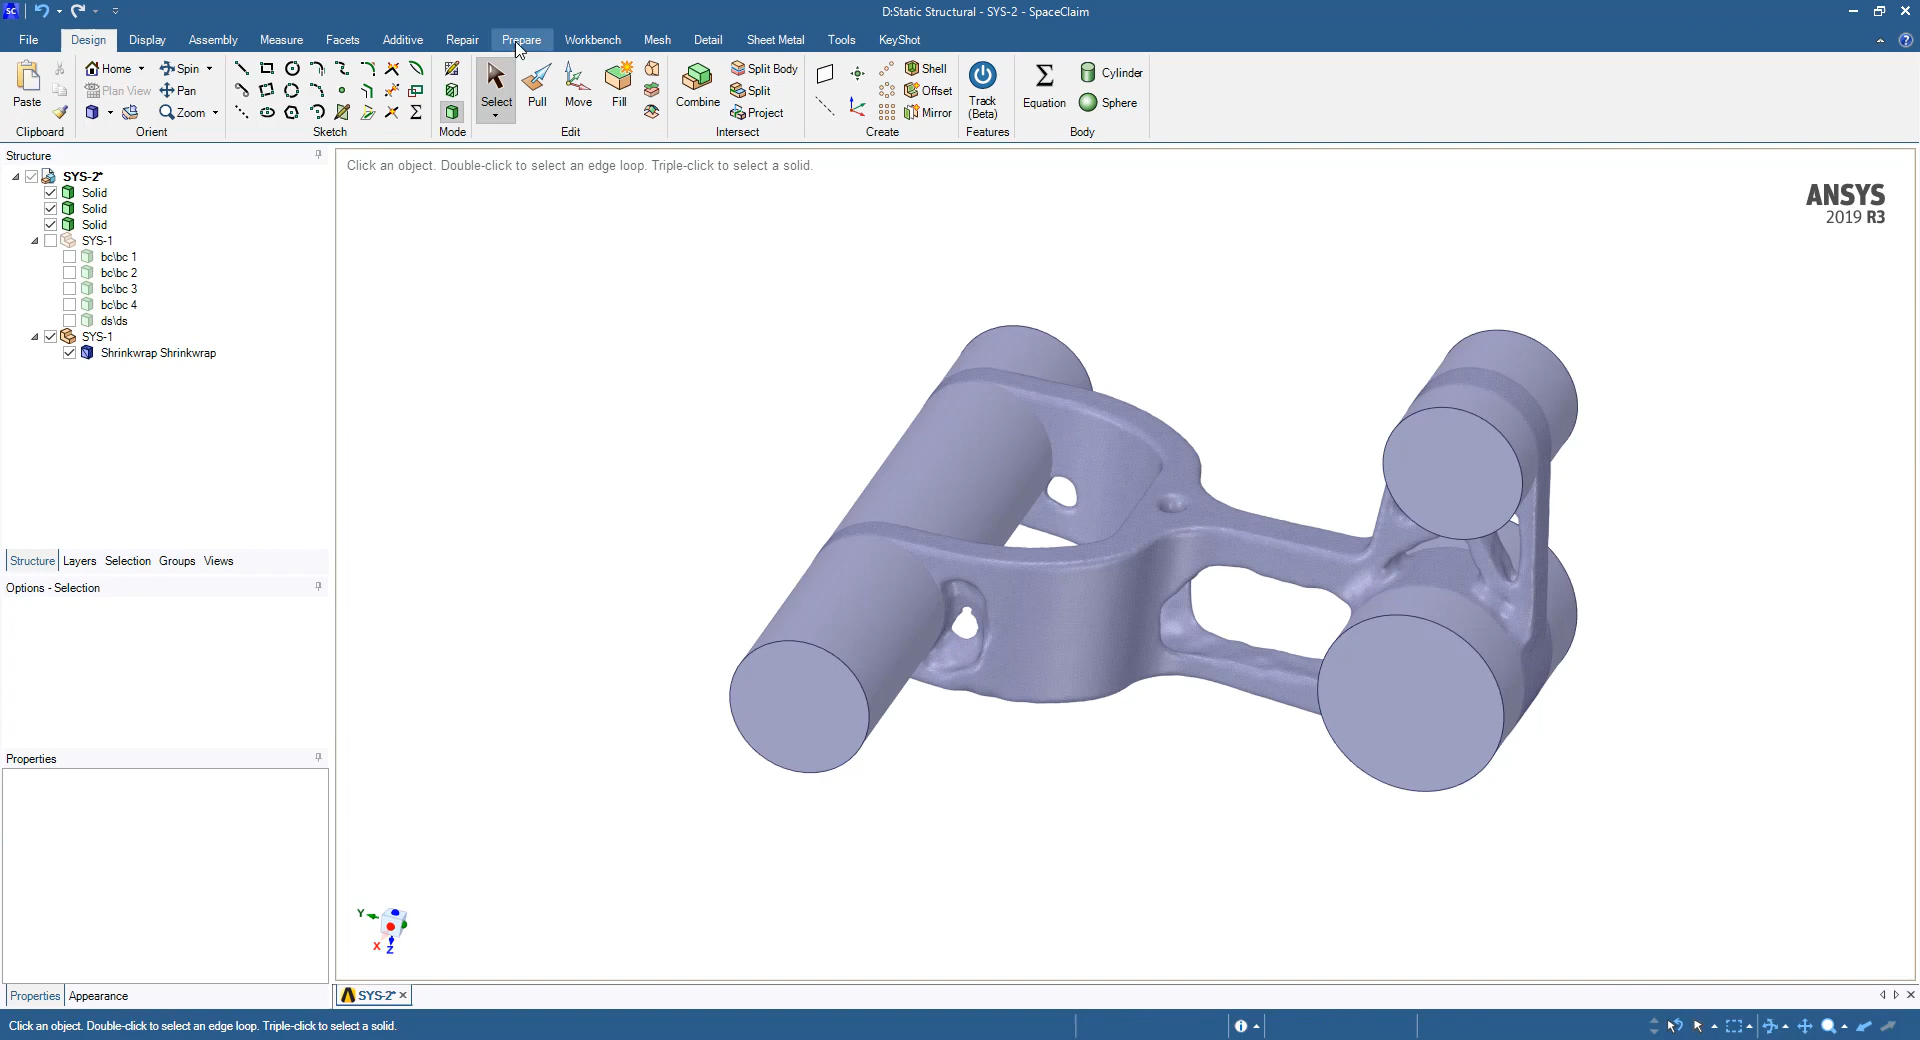 SC
D:Static Structural - SYS-2 - SpaceClaim
File Design Display Assembly Measure Facets Additive Repair Prepare Workbench Mesh Detail Sheet Metal Tools KeyShot
Paste
Clipboard
Home
Spin
Plan View
Pan
Zoom
Orient
Sketch
Mode
Select
Pull
Move
Fill
Edit
Combine
Split Body
Split
Project
Intersect
Shell
Offset
Mirror
Create
Track
(Beta)
Features
Equation
Cylinder
Sphere
Body
Structure
SYS-2*
Solid
Solid
Solid
SYS-1
bc\bc 1
bc\bc 2
bc\bc 3
bc\bc 4
ds\ds
SYS-1
Shrinkwrap Shrinkwrap
Structure Layers Selection Groups Views
Options - Selection
Properties
Properties Appearance
Click an object. Double-click to select an edge loop. Triple-click to select a solid.
ANSYS
2019 R3
Y
X
Z
SYS-2*
Click an object. Double-click to select an edge loop. Triple-click to select a solid.